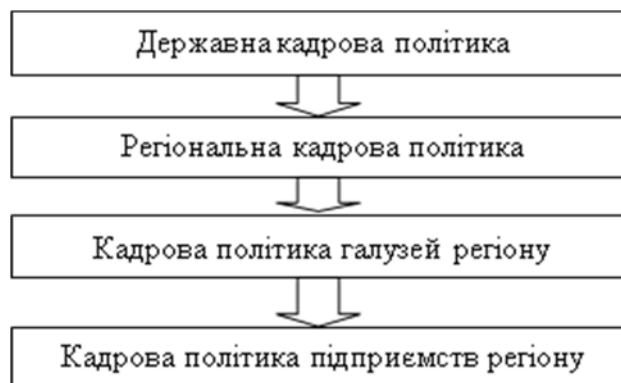 Державна кадрова політика
Регіональна кадрова політика
Кадрова політика галузей регіону
Кадрова політика підприємств регіону